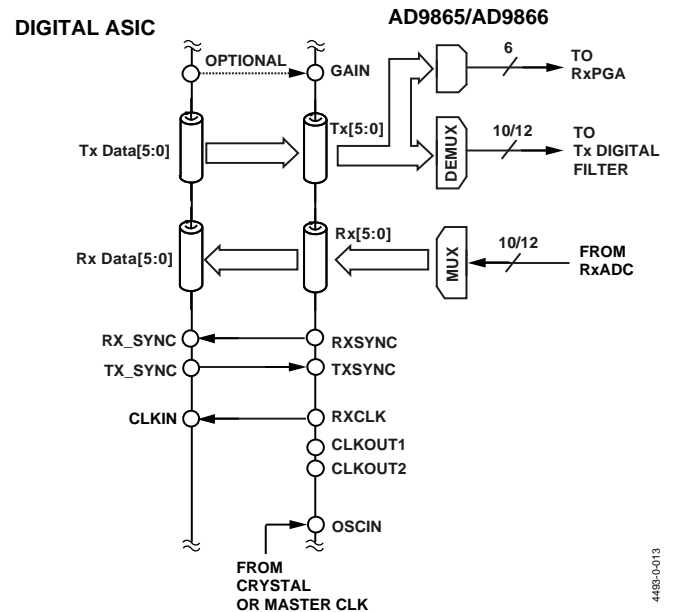 DIGITAL ASIC
AD9865/AD9866
OPTIONAL
GAIN
6
TO
RxPGA
Tx Data[5:0]
Tx[5:0]
DEMUX
10/12
TO
Tx DIGITAL
FILTER
Rx Data[5:0]
Rx[5:0]
MUX
10/12
FROM
RxADC
RX_SYNC
RXSYNC
TX_SYNC
TXSYNC
CLKIN
RXCLK
CLKOUT1
CLKOUT2
OSCIN
FROM
CRYSTAL
OR MASTER CLK
4493-0-013